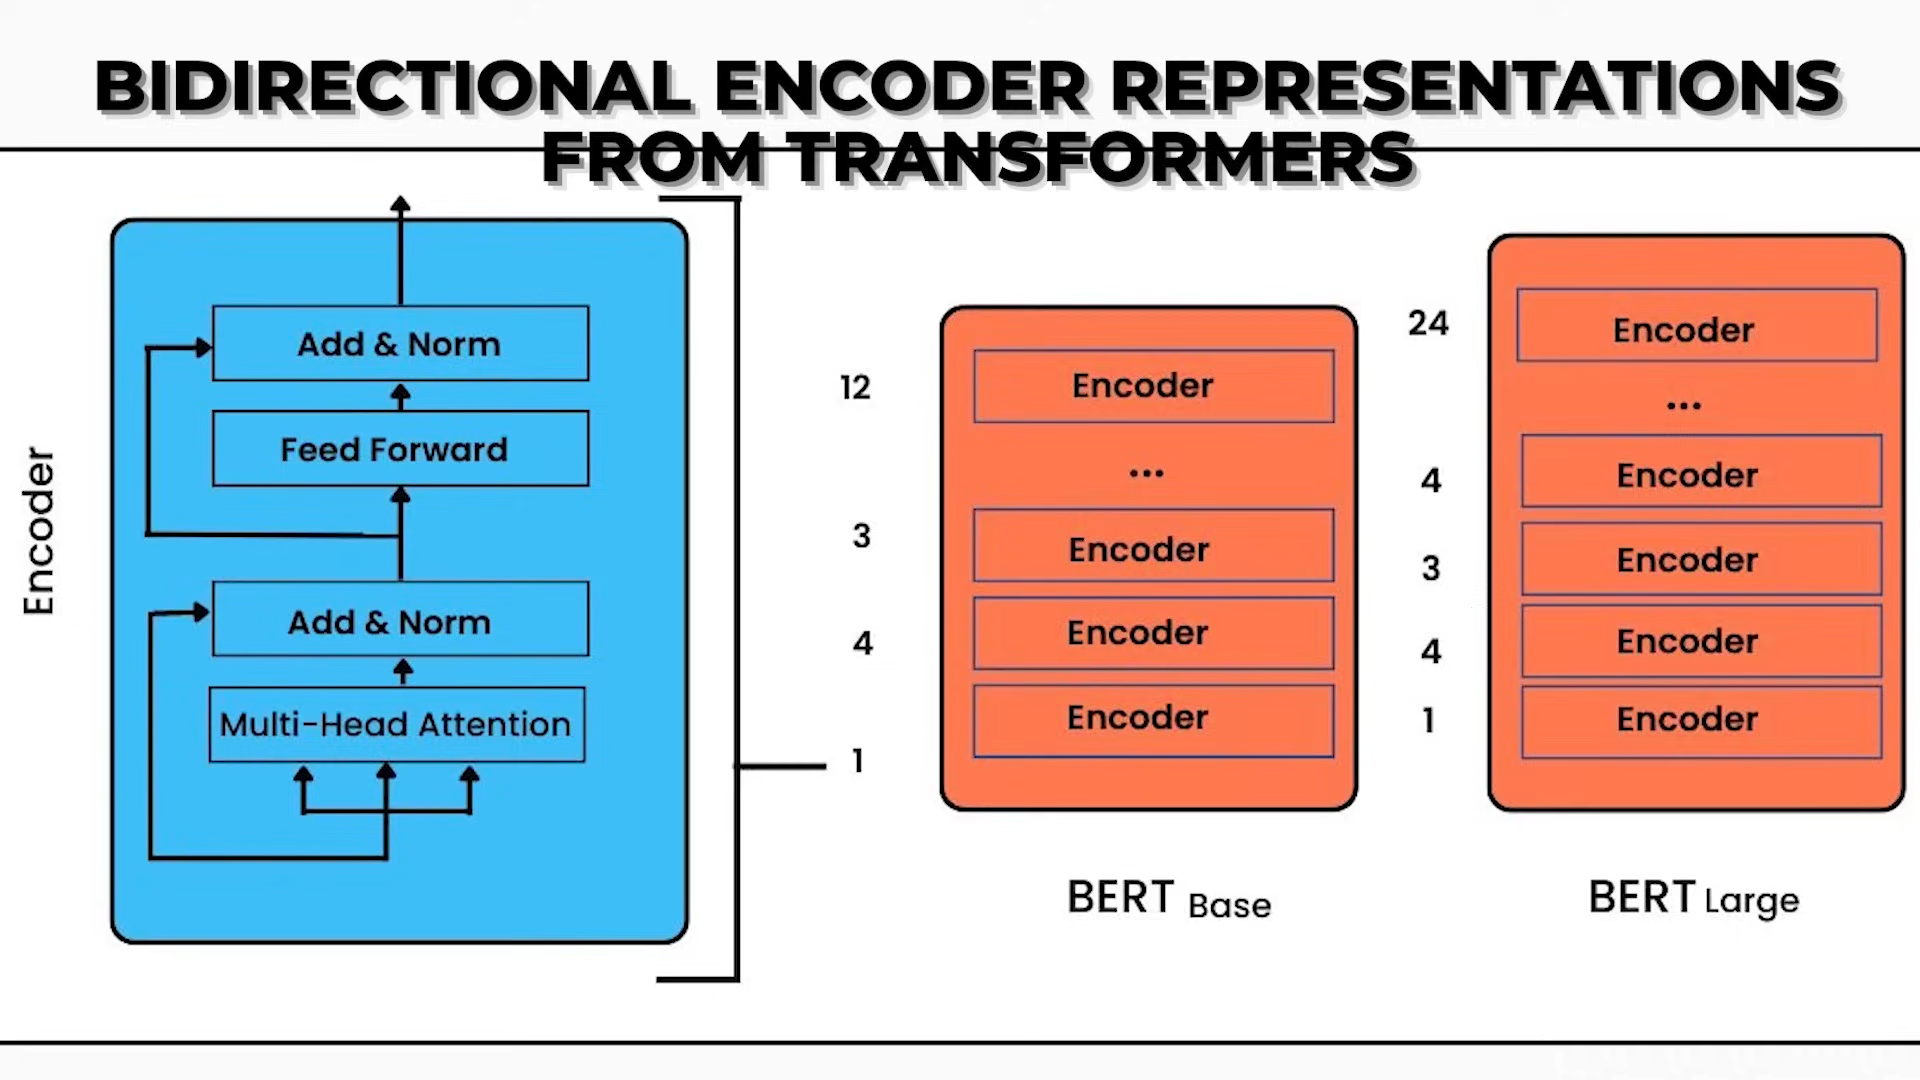 BIDIRECTIONAL ENCODER REPRESENTATIONS
FROM TRANSFORMERS
Encoder
Add & Norm
Feed Forward
Add & Norm
Multi-Head Attention
12
3
4
1
Encoder
...
Encoder
Encoder
Encoder
BERT Base
24
4
3
4
1
Encoder
...
Encoder
Encoder
Encoder
Encoder
BERT Large